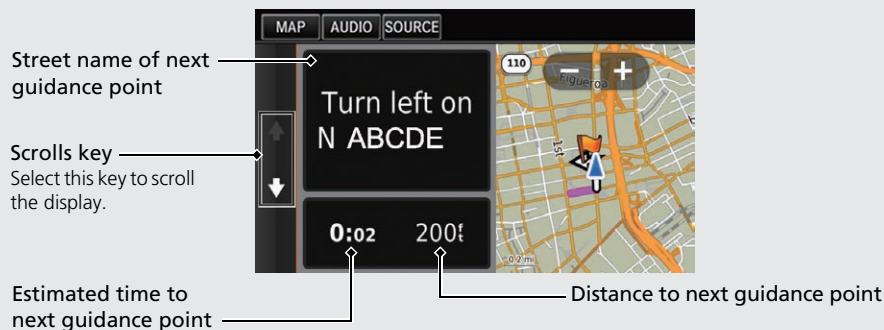 MAP AUDIO SOURCE
Street name of next
guidance point
Turn left on
N ABCDE
110
Figueroa
1st
Scrolls key
Select this key to scroll
the display.
0:02 200ft
0.2 mi
Estimated time to
next guidance point
Distance to next guidance point